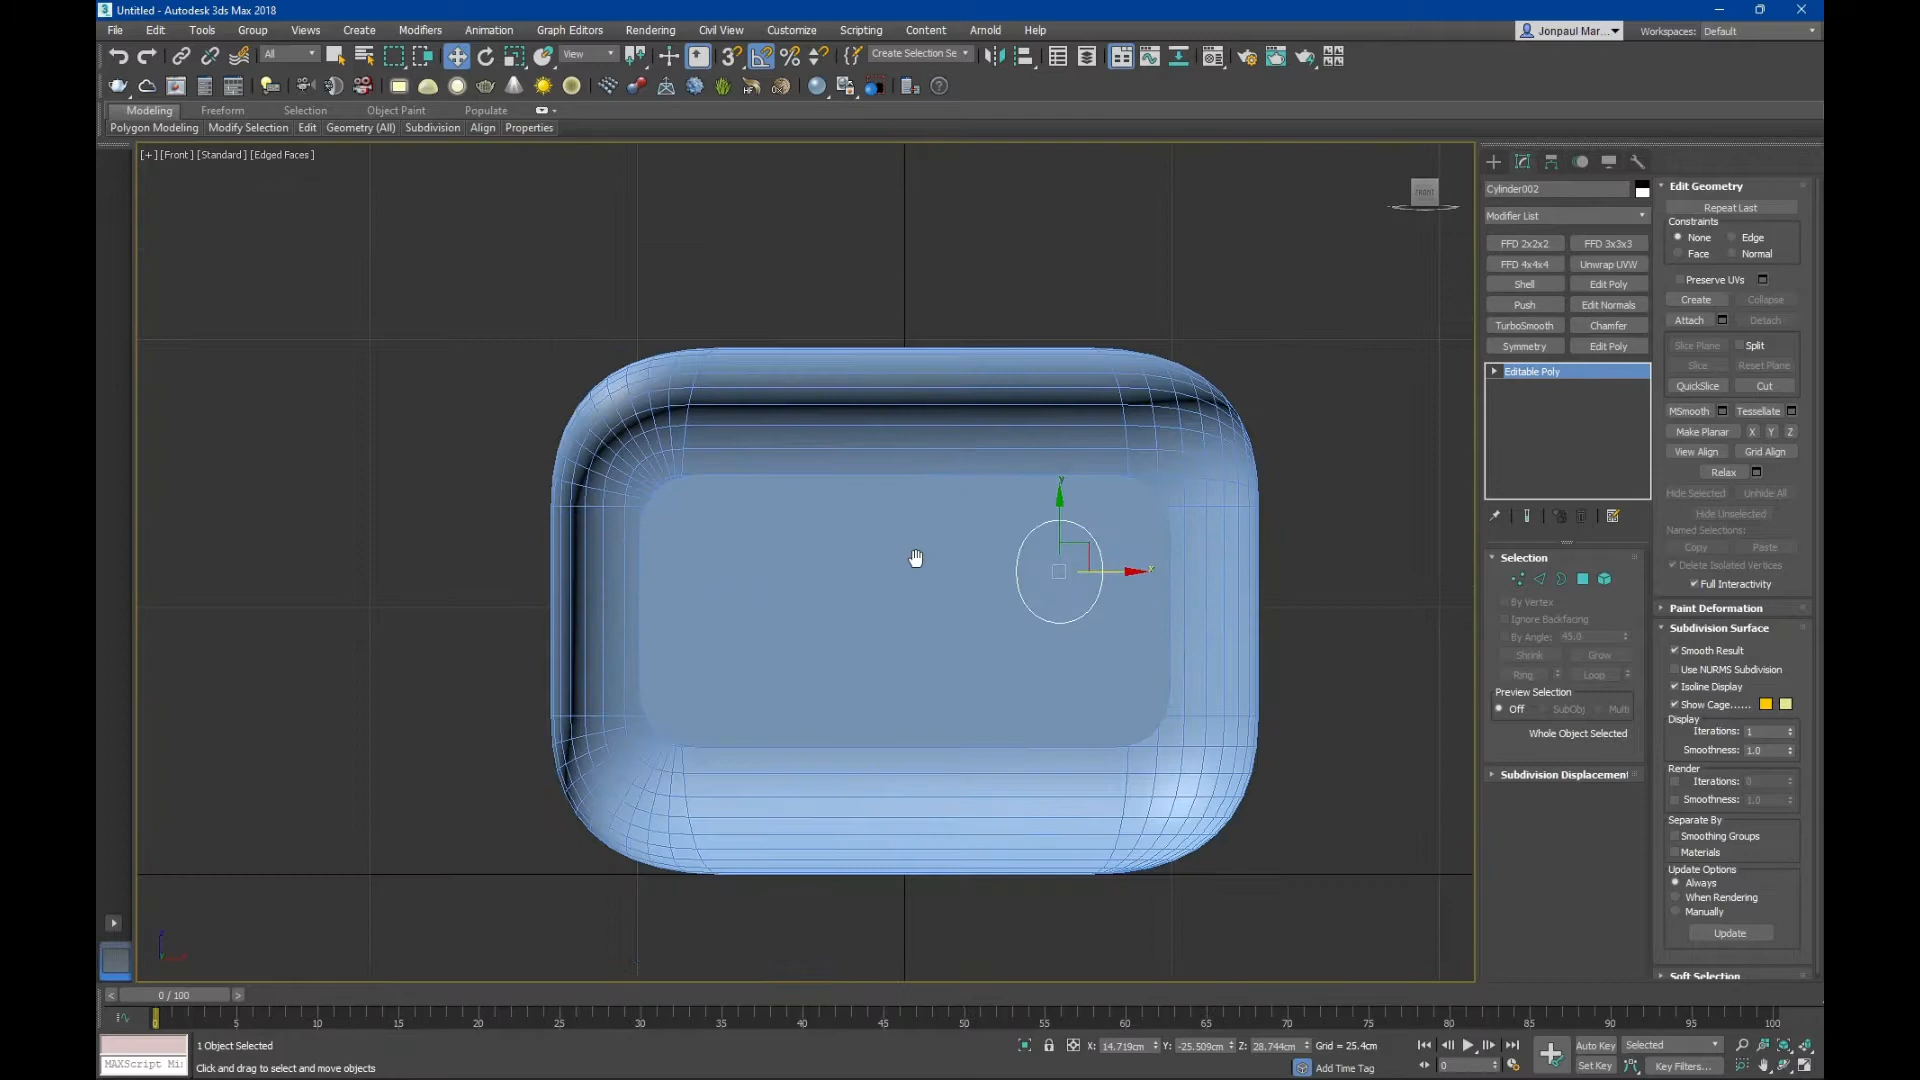 Untitled - Autodesk 3ds Max 2018
File Edit Tools Group Views Create Modifiers Animation Graph Editors Rendering Civil View Customize Scripting Content Arnold Help
Jonpaul Mar... Workspaces: Default
All View Create Selection Se
Modeling Freeform Selection Object Paint Populate
Polygon Modeling Modify Selection Edit Geometry (All) Subdivision Align Properties
[+] [Front] [Standard] [Edged Faces]
FRONT
y
x
Cylinder002
Modifier List
FFD 2x2x2 FFD 3x3x3
FFD 4x4x4 Unwrap UVW
Shell Edit Poly
Push Edit Normals
TurboSmooth Chamfer
Symmetry Edit Poly
Editable Poly
Selection
By Vertex
Ignore Backfacing
By Angle: 45.0
Shrink Grow
Ring Loop
Preview Selection
Off SubObj Multi
Whole Object Selected
Subdivision Displacement
Edit Geometry
Repeat Last
Constraints
None Edge
Face Normal
Preserve UVs
Create Collapse
Attach Detach
Slice Plane Split
Slice Reset Plane
QuickSlice Cut
MSmooth Tessellate
Make Planar X Y Z
View Align Grid Align
Relax
Hide Selected Unhide All
Hide Unselected
Named Selections:
Copy Paste
Delete Isolated Vertices
Full Interactivity
Paint Deformation
Subdivision Surface
Smooth Result
Use NURMS Subdivision
Isoline Display
Show Cage......
Display
Iterations: 1
Smoothness: 1.0
Render
Iterations: 0
Smoothness: 1.0
Separate By
Smoothing Groups
Materials
Update Options
Always
When Rendering
Manually
Update
Soft Selection
0 / 100
0 5 10 15 20 25 30 35 40 45 50 55 60 65 70 75 80 85 90 95 100
1 Object Selected
X: 14.719cm Y: -25.509cm Z: 28.744cm Grid = 25.4cm
Auto Key Selected
MAXScript Mi
Click and drag to select and move objects
Add Time Tag
0
Set Key Key Filters...